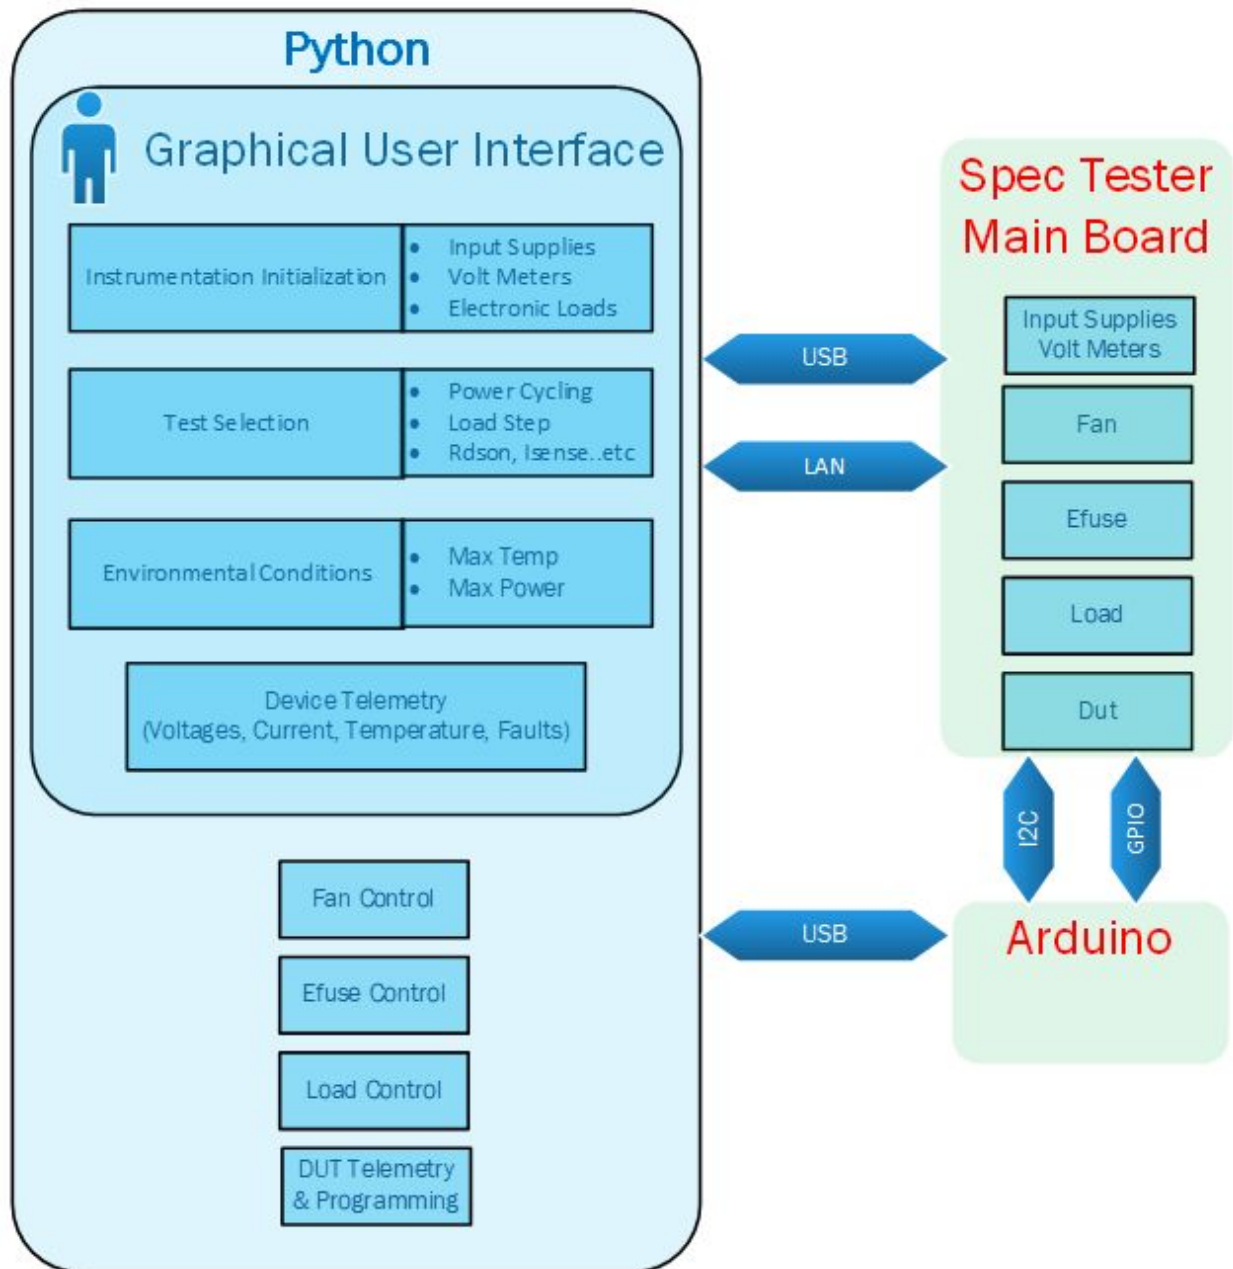 Python
Graphical User Interface
Instrumentation Initialization
• Input Supplies
• Volt Meters
• Electronic Loads
Test Selection
• Power Cycling
• Load Step
• Rdson, Isense..etc
Environmental Conditions
• Max Temp
• Max Power
Device Telemetry
(Voltages, Current, Temperature, Faults)
Fan Control
Efuse Control
Load Control
DUT Telemetry
& Programming
USB
LAN
USB
Spec Tester
Main Board
Input Supplies
Volt Meters
Fan
Efuse
Load
Dut
I2C
GPIO
Arduino